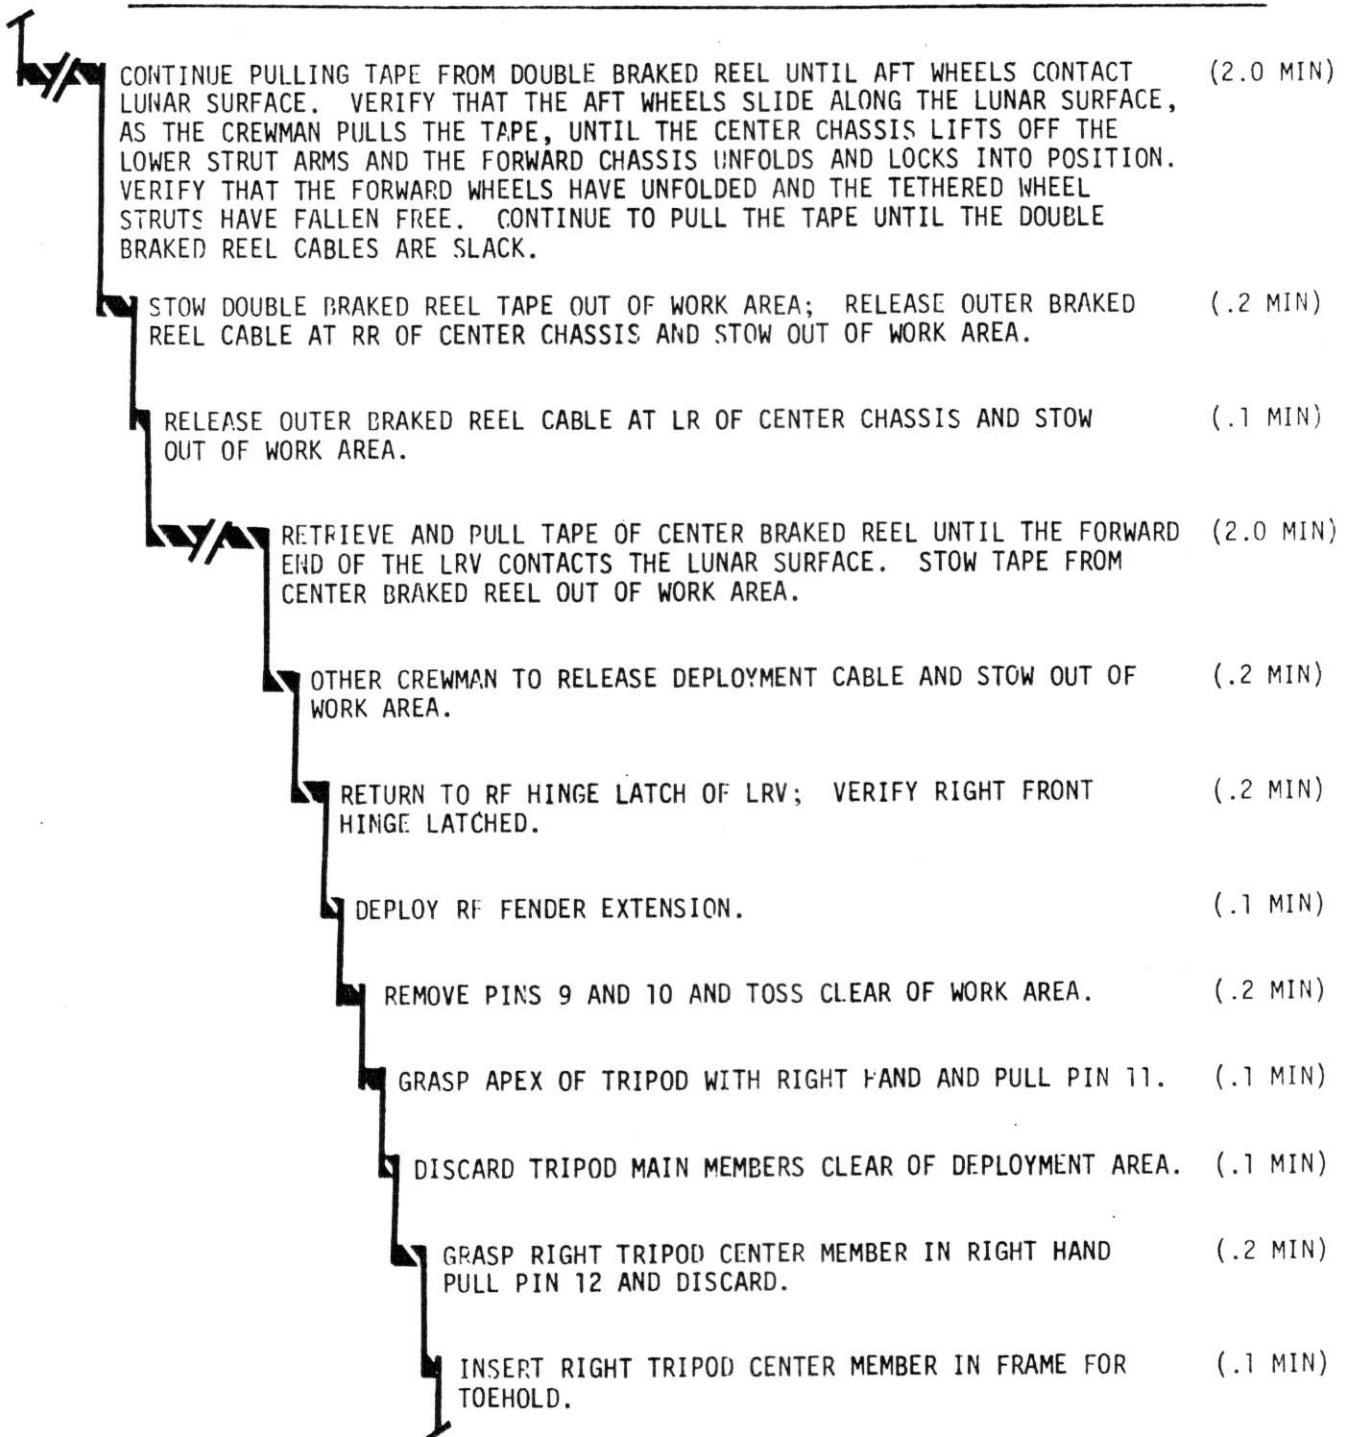 CONTINUE PULLING TAPE FROM DOUBLE BRAKED REEL UNTIL AFT WHEELS CONTACT (2.0 MIN)
LUNAR SURFACE. VERIFY THAT THE AFT WHEELS SLIDE ALONG THE LUNAR SURFACE,
AS THE CREWMAN PULLS THE TAPE, UNTIL THE CENTER CHASSIS LIFTS OFF THE
LOWER STRUT ARMS AND THE FORWARD CHASSIS UNFOLDS AND LOCKS INTO POSITION.
VERIFY THAT THE FORWARD WHEELS HAVE UNFOLDED AND THE TETHERED WHEEL
STRUTS HAVE FALLEN FREE. CONTINUE TO PULL THE TAPE UNTIL THE DOUBLE
BRAKED REEL CABLES ARE SLACK.
STOW DOUBLE BRAKED REEL TAPE OUT OF WORK AREA; RELEASE OUTER BRAKED (.2 MIN)
REEL CABLE AT RR OF CENTER CHASSIS AND STOW OUT OF WORK AREA.
RELEASE OUTER BRAKED REEL CABLE AT LR OF CENTER CHASSIS AND STOW (.1 MIN)
OUT OF WORK AREA.
RETRIEVE AND PULL TAPE OF CENTER BRAKED REEL UNTIL THE FORWARD (2.0 MIN)
END OF THE LRV CONTACTS THE LUNAR SURFACE. STOW TAPE FROM
CENTER BRAKED REEL OUT OF WORK AREA.
OTHER CREWMAN TO RELEASE DEPLOYMENT CABLE AND STOW OUT OF (.2 MIN)
WORK AREA.
RETURN TO RF HINGE LATCH OF LRV; VERIFY RIGHT FRONT (.2 MIN)
HINGE LATCHED.
DEPLOY RF FENDER EXTENSION. (.1 MIN)
REMOVE PINS 9 AND 10 AND TOSS CLEAR OF WORK AREA. (.2 MIN)
GRASP APEX OF TRIPOD WITH RIGHT HAND AND PULL PIN 11. (.1 MIN)
DISCARD TRIPOD MAIN MEMBERS CLEAR OF DEPLOYMENT AREA. (.1 MIN)
GRASP RIGHT TRIPOD CENTER MEMBER IN RIGHT HAND (.2 MIN)
PULL PIN 12 AND DISCARD.
INSERT RIGHT TRIPOD CENTER MEMBER IN FRAME FOR (.1 MIN)
TOEHOLD.